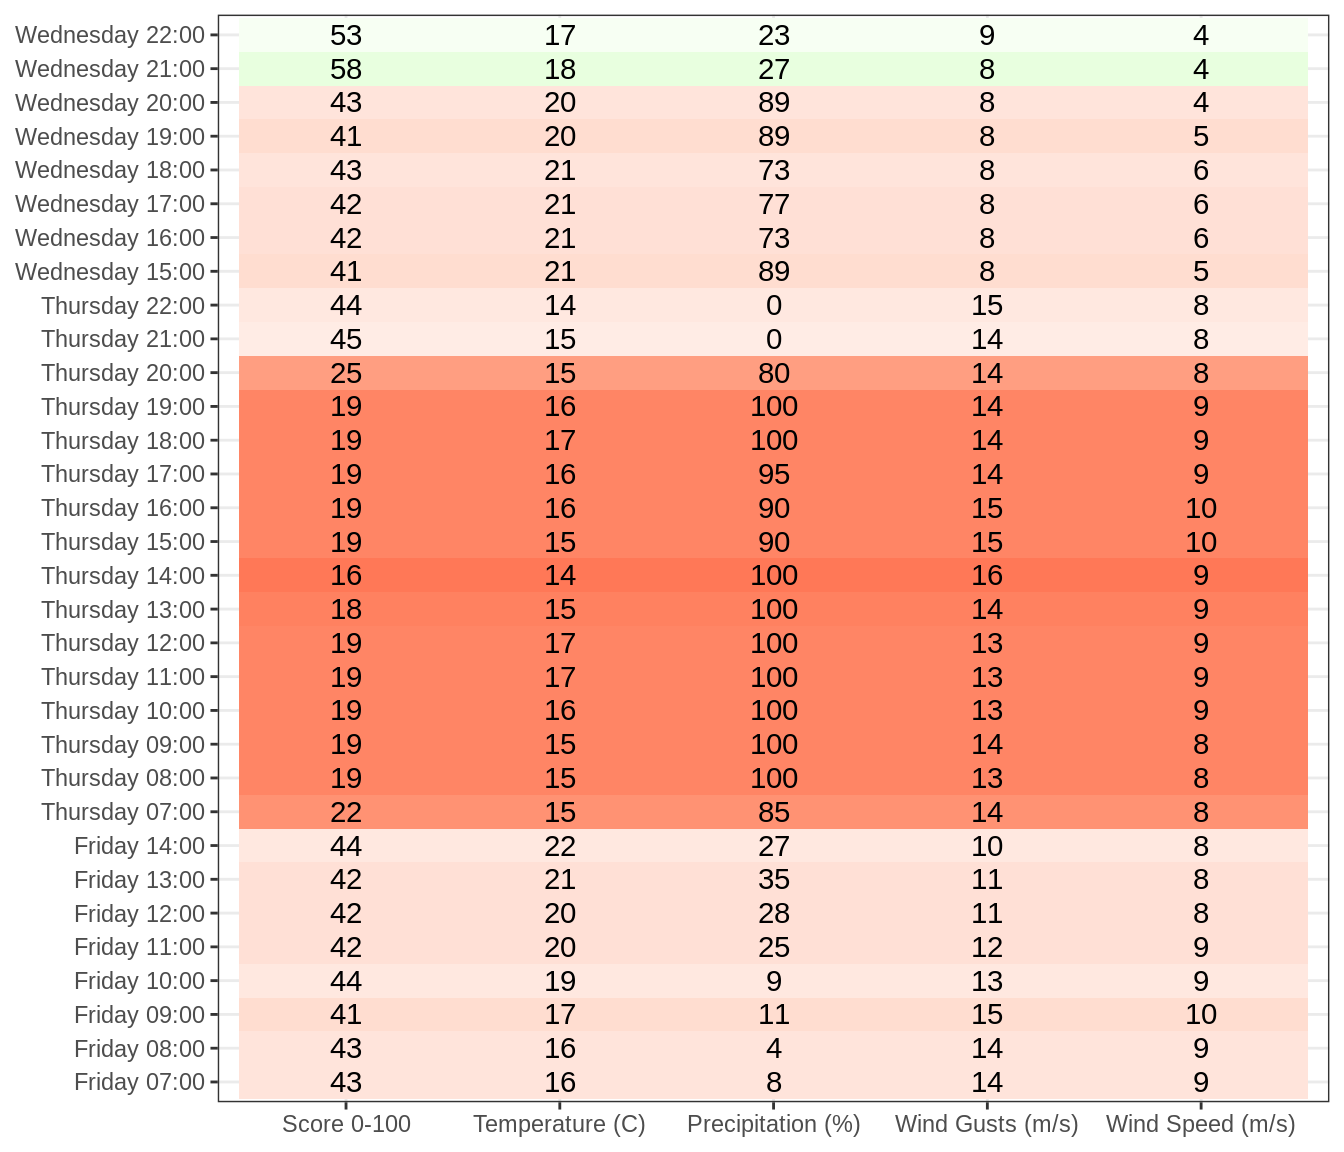 Wednesday 22:00 53 17 23 9 4
Wednesday 21:00 58 18 27 8 4
Wednesday 20:00 43 20 89 8 4
Wednesday 19:00 41 20 89 8 5
Wednesday 18:00 43 21 73 8 6
Wednesday 17:00 42 21 77 8 6
Wednesday 16:00 42 21 73 8 6
Wednesday 15:00 41 21 89 8 5
Thursday 22:00 44 14 0 15 8
Thursday 21:00 45 15 0 14 8
Thursday 20:00 25 15 80 14 8
Thursday 19:00 19 16 100 14 9
Thursday 18:00 19 17 100 14 9
Thursday 17:00 19 16 95 14 9
Thursday 16:00 19 16 90 15 10
Thursday 15:00 19 15 90 15 10
Thursday 14:00 16 14 100 16 9
Thursday 13:00 18 15 100 14 9
Thursday 12:00 19 17 100 13 9
Thursday 11:00 19 17 100 13 9
Thursday 10:00 19 16 100 13 9
Thursday 09:00 19 15 100 14 8
Thursday 08:00 19 15 100 13 8
Thursday 07:00 22 15 85 14 8
Friday 14:00 44 22 27 10 8
Friday 13:00 42 21 35 11 8
Friday 12:00 42 20 28 11 8
Friday 11:00 42 20 25 12 9
Friday 10:00 44 19 9 13 9
Friday 09:00 41 17 11 15 10
Friday 08:00 43 16 4 14 9
Friday 07:00 43 16 8 14 9
Score 0-100 Temperature (C) Precipitation (%) Wind Gusts (m/s) Wind Speed (m/s)